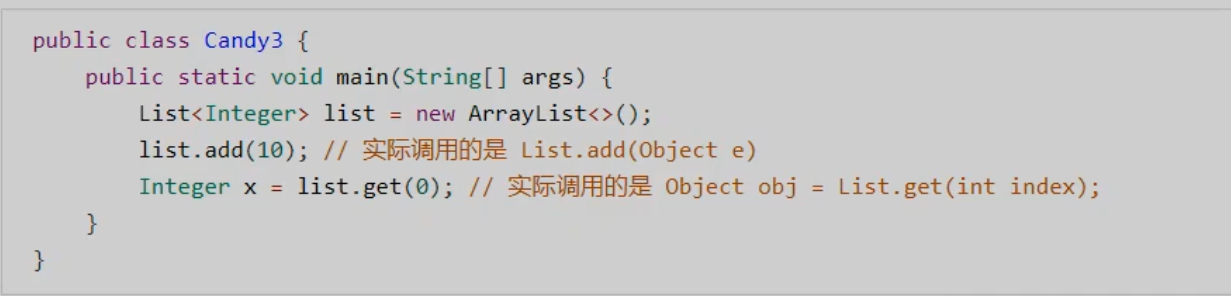 public class Candy3 {
    public static void main(String[] args) {
        List<Integer> list = new ArrayList<>();
        list.add(10); // 实际调用的是 List.add(Object e)
        Integer x = list.get(0); // 实际调用的是 Object obj = List.get(int index);
    }
}